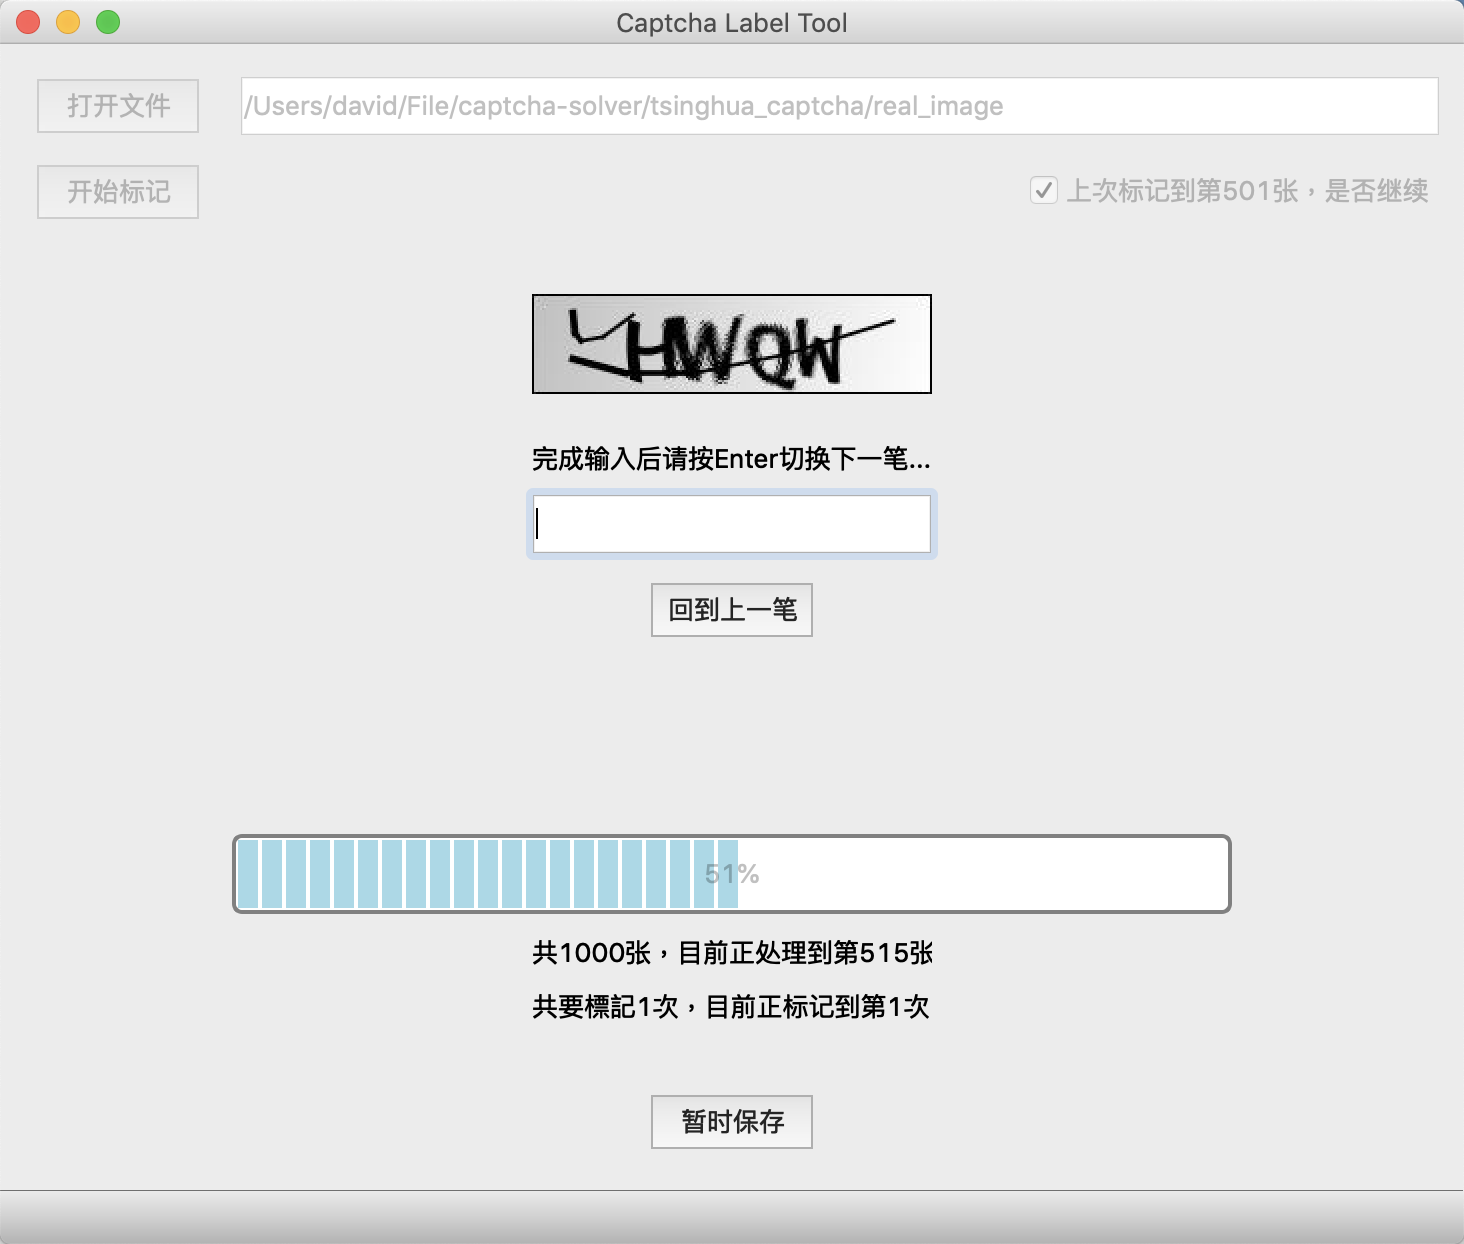 Captcha Label Tool
打开文件
/Users/david/File/captcha-solver/tsinghua_captcha/real_image
开始标记
上次标记到第501张，是否继续
完成输入后请按Enter切换下一笔...
回到上一笔
51%
共1000张，目前正处理到第515张
共要標記1次，目前正标记到第1次
暂时保存